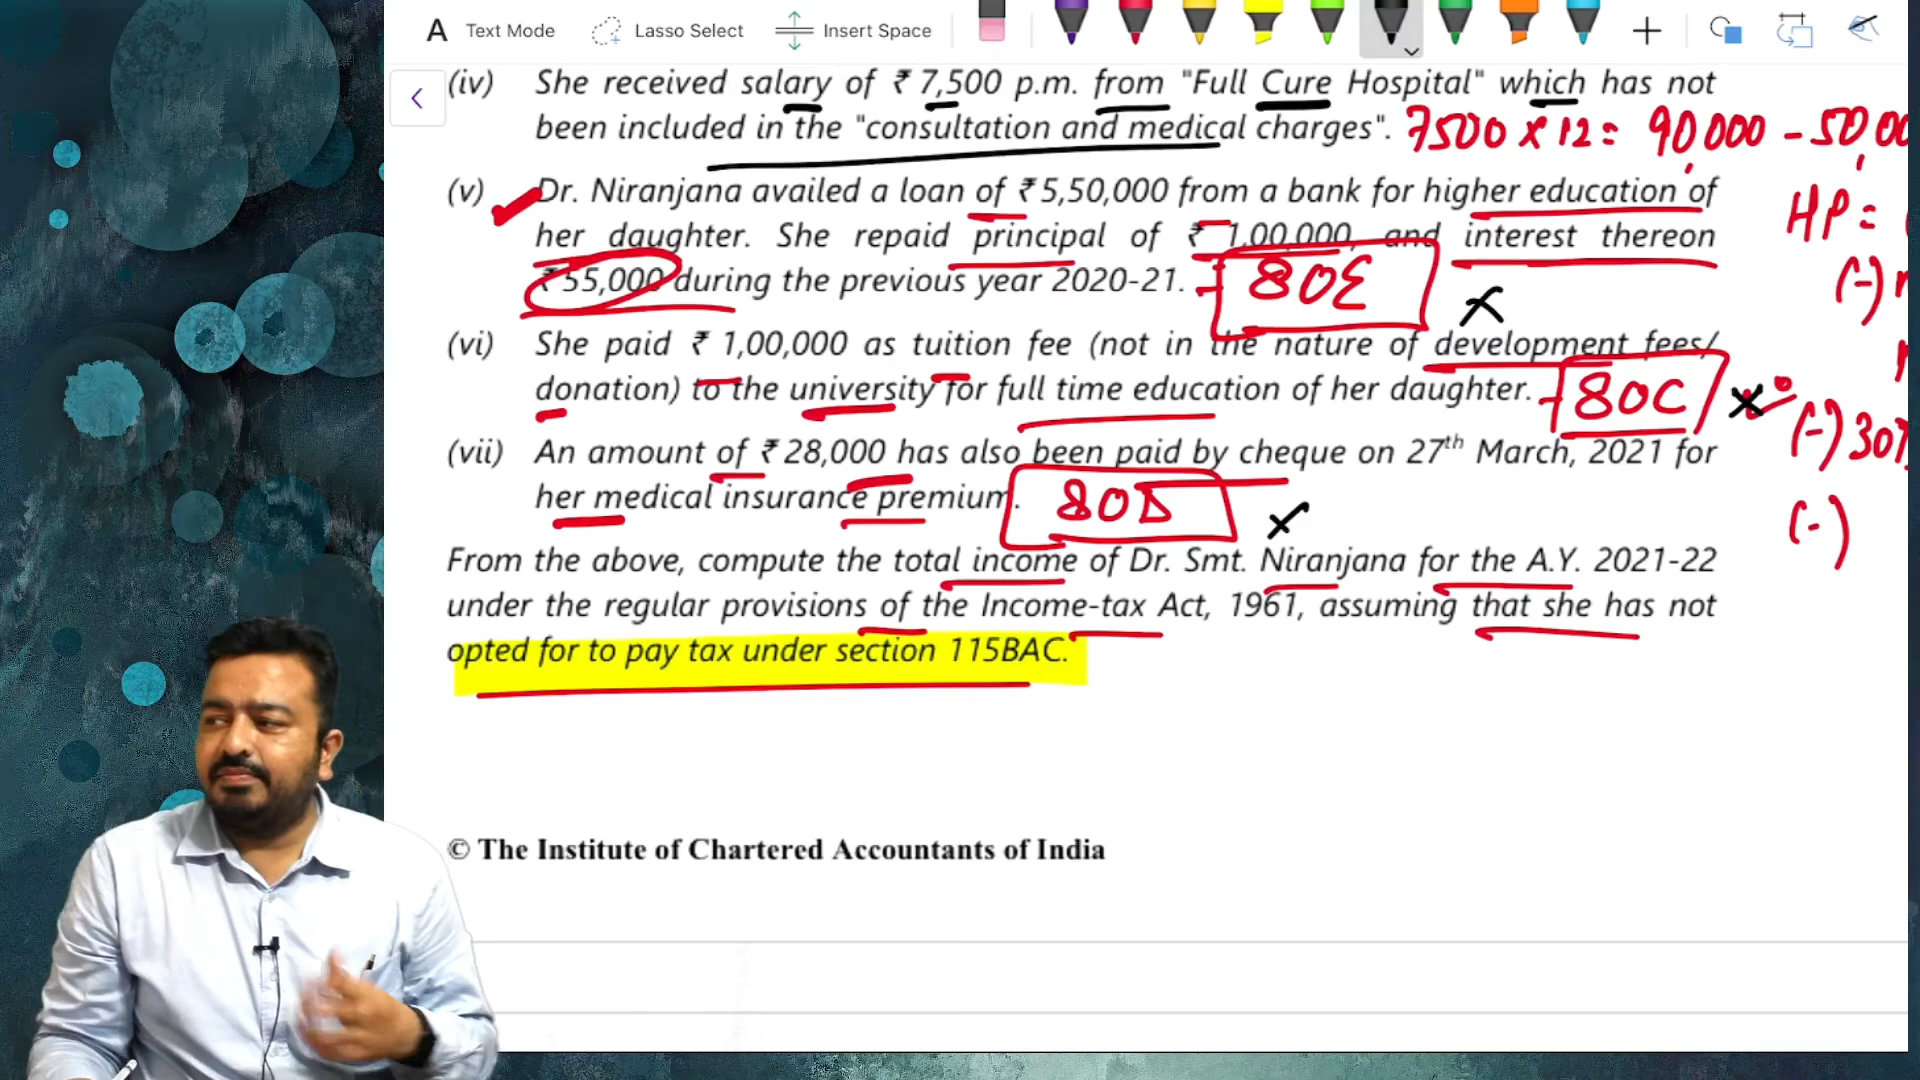 A Text Mode Lasso Select Insert Space
(iv) She received salary of ₹ 7,500 p.m. from "Full Cure Hospital" which has not
been included in the "consultation and medical charges". 7500 × 12 = 90000 - 5000
(v) Dr. Niranjana availed a loan of ₹ 5,50,000 from a bank for higher education of
HP =
her daughter. She repaid principal of ₹ 1,00,000, and interest thereon
₹ 55,000 during the previous year 2020-21. 80E
(-)
(vi) She paid ₹ 1,00,000 as tuition fee (not in the nature of development fees/
donation) to the university for full time education of her daughter. 80C
(-) 30%
(vii) An amount of ₹ 28,000 has also been paid by cheque on 27th March, 2021 for
her medical insurance premium. 80D
(-)
From the above, compute the total income of Dr. Smt. Niranjana for the A.Y. 2021-22
under the regular provisions of the Income-tax Act, 1961, assuming that she has not
opted for to pay tax under section 115BAC.
© The Institute of Chartered Accountants of India